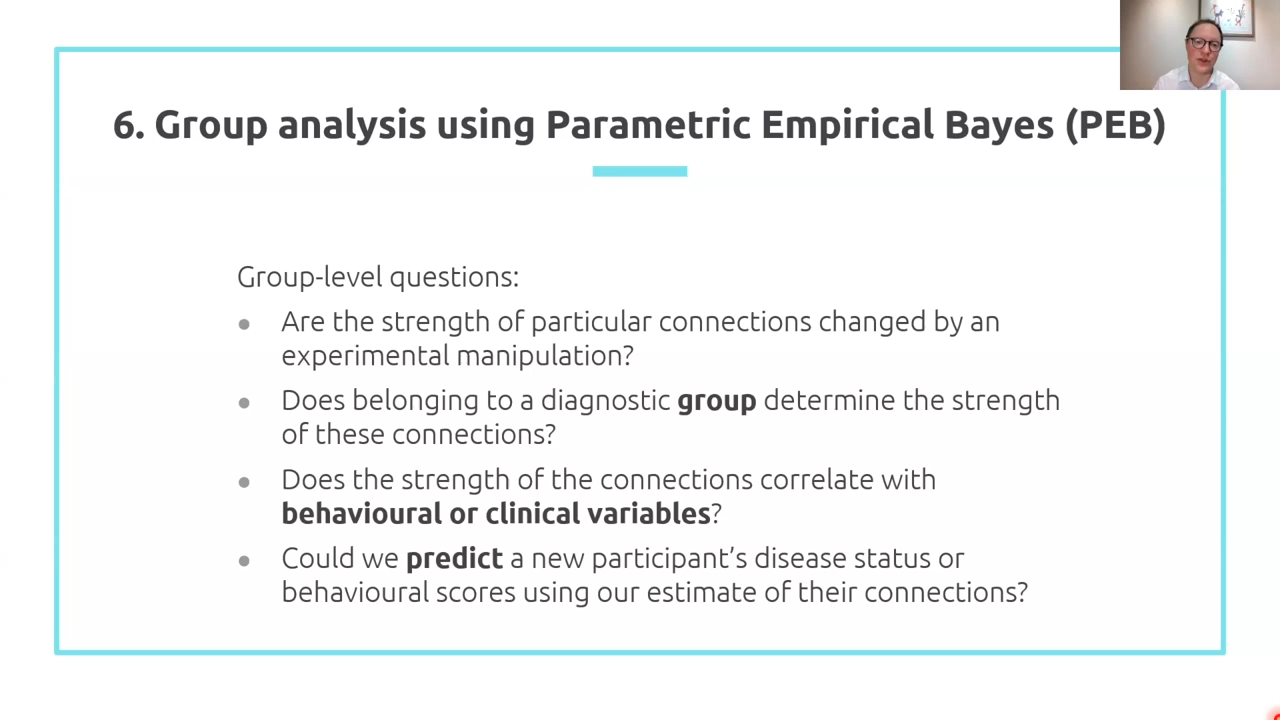 6. Group analysis using Parametric Empirical Bayes (PEB)
Group-level questions:
● Are the strength of particular connections changed by an
experimental manipulation?
● Does belonging to a diagnostic group determine the strength
of these connections?
● Does the strength of the connections correlate with
behavioural or clinical variables?
● Could we predict a new participant’s disease status or
behavioural scores using our estimate of their connections?